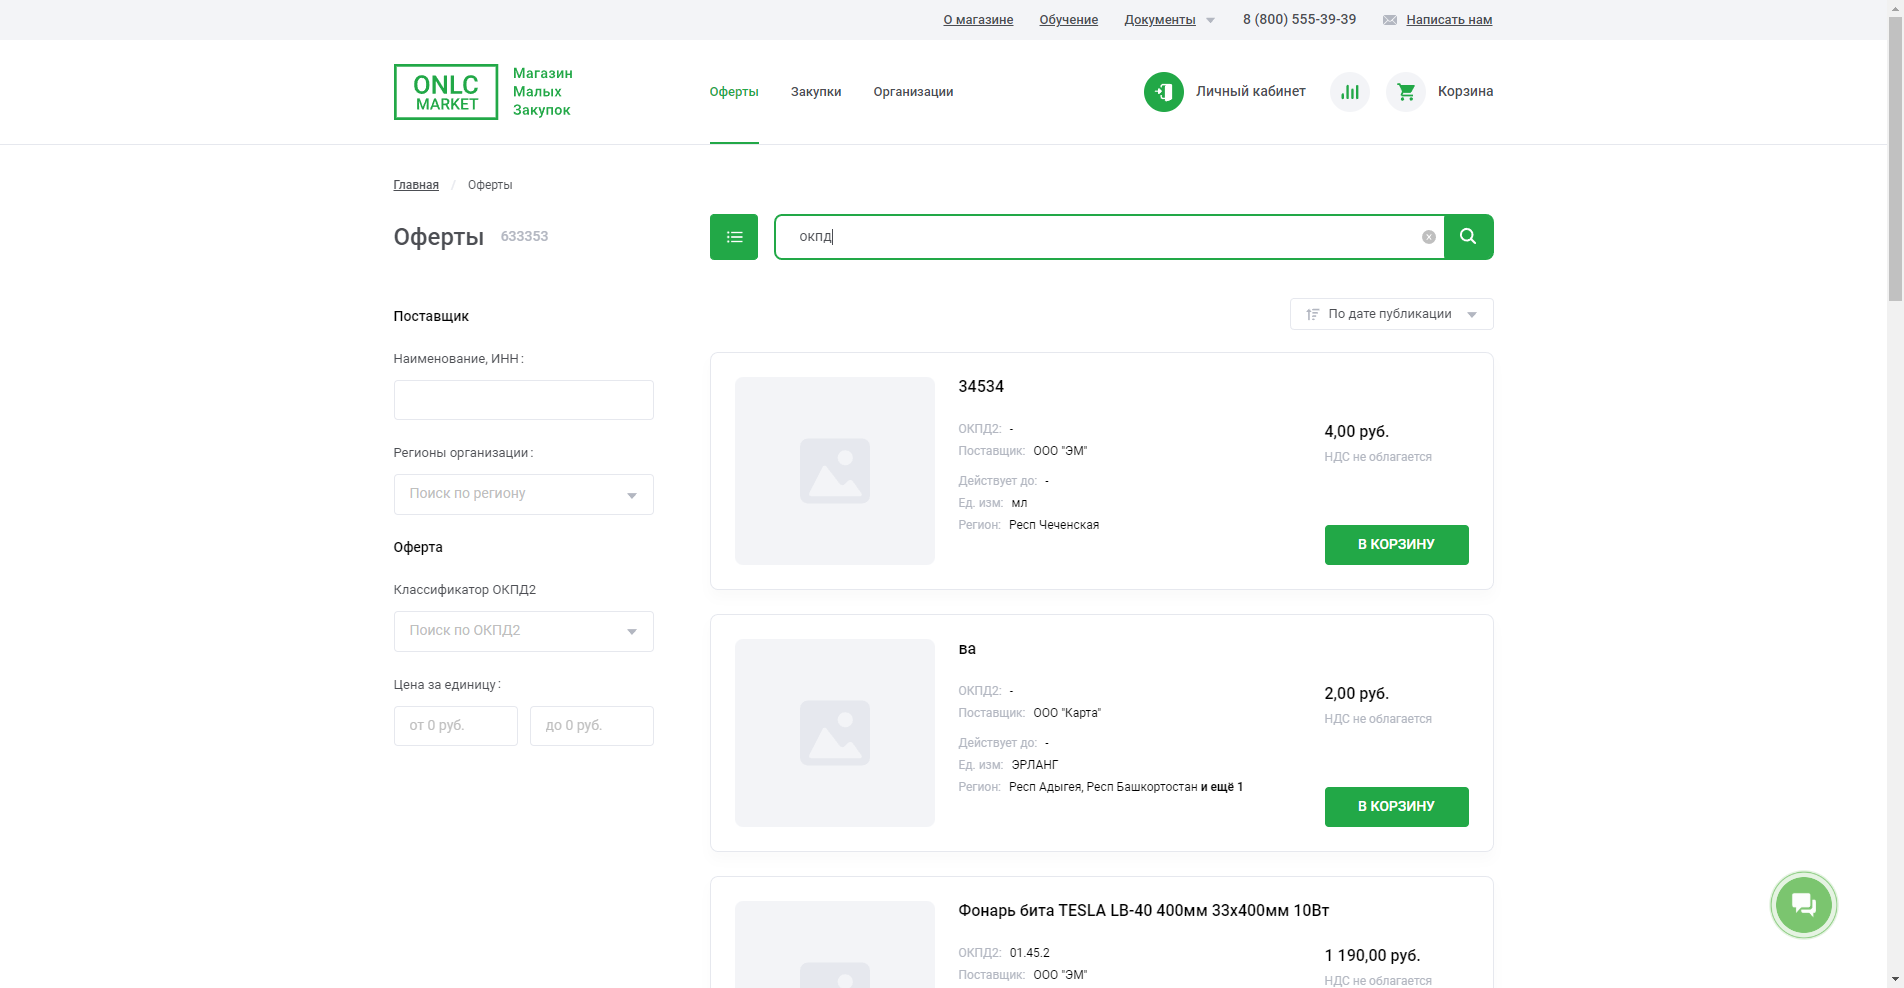 О магазине
Обучение
Документы
8 (800) 555-39-39
Написать нам
ONLC
MARKET
Магазин
Малых
Закупок
Оферты
Закупки
Организации
Личный кабинет
Корзина
Главная / Оферты
Оферты 633353
окпд
По дате публикации
Поставщик
Наименование, ИНН:
Регионы организации:
Поиск по региону
Оферта
Классификатор ОКПД2
Поиск по ОКПД2
Цена за единицу:
от 0 руб.
до 0 руб.
34534
ОКПД2: -
Поставщик: ООО "ЭМ"
Действует до: -
Ед. изм: мл
Регион: Респ Чеченская
4,00 руб.
НДС не облагается
В КОРЗИНУ
ва
ОКПД2: -
Поставщик: ООО "Карта"
Действует до: -
Ед. изм: ЭРЛАНГ
Регион: Респ Адыгея, Респ Башкортостан и ещё 1
2,00 руб.
НДС не облагается
В КОРЗИНУ
Фонарь бита TESLA LB-40 400мм 33х400мм 10Вт
ОКПД2: 01.45.2
Поставщик: ООО "ЭМ"
1 190,00 руб.
НДС не облагается